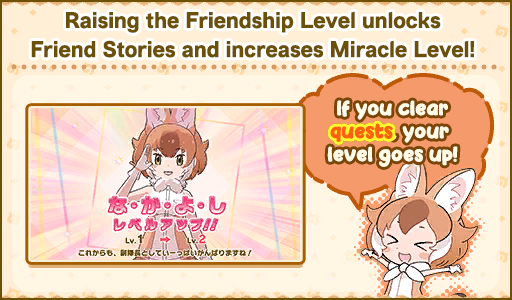 Raising the Friendship Level unlocks
Friend Stories and increases Miracle Level!
If you clear
quests, your
level goes up!
な・か・よ・し
レベルアップ!!
Lv.1 → Lv.2
これからも、副隊長としていーっぱいがんばりますね!